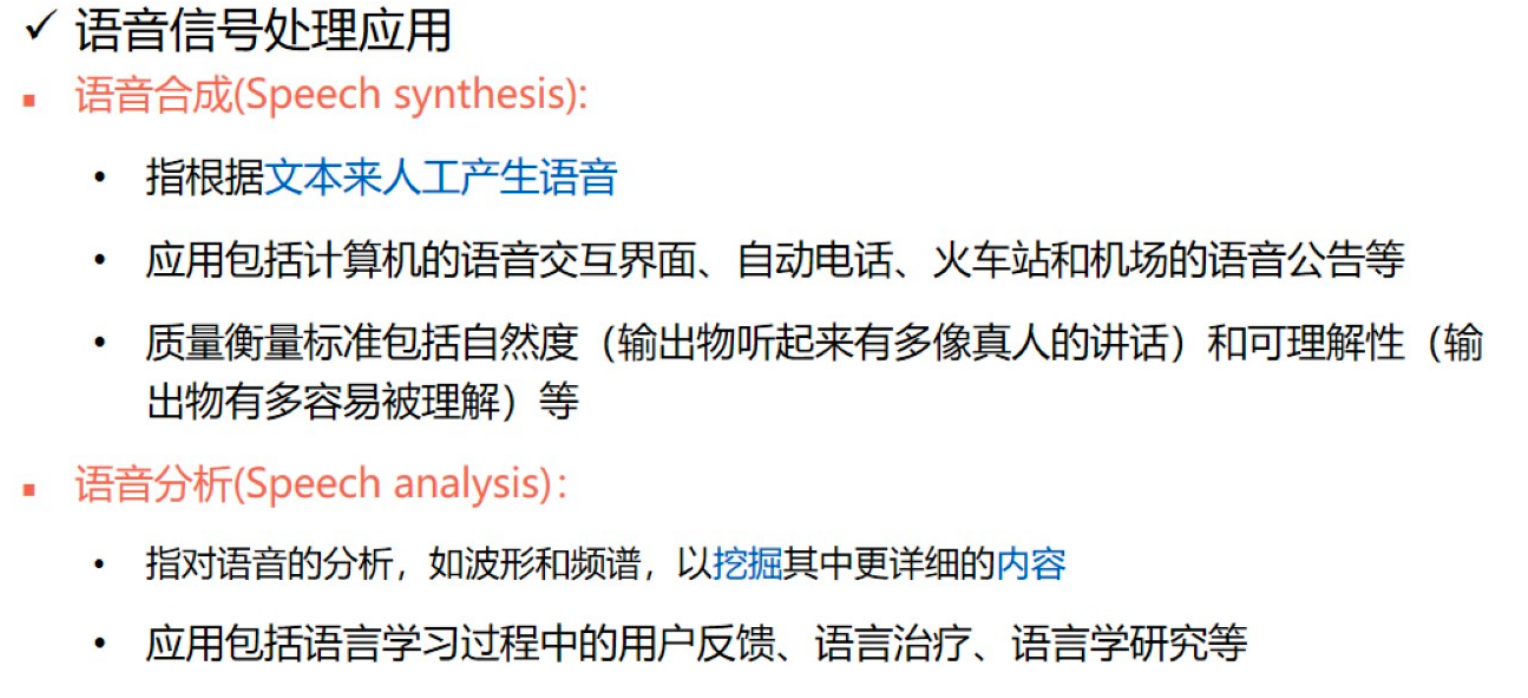 ✓ 语音信号处理应用
▪ 语音合成(Speech synthesis):
• 指根据文本来人工产生语音
• 应用包括计算机的语音交互界面、自动电话、火车站和机场的语音公告等
• 质量衡量标准包括自然度（输出物听起来有多像真人的讲话）和可理解性（输
出物有多容易被理解）等
▪ 语音分析(Speech analysis)：
• 指对语音的分析，如波形和频谱，以挖掘其中更详细的内容
• 应用包括语言学习过程中的用户反馈、语言治疗、语言学研究等